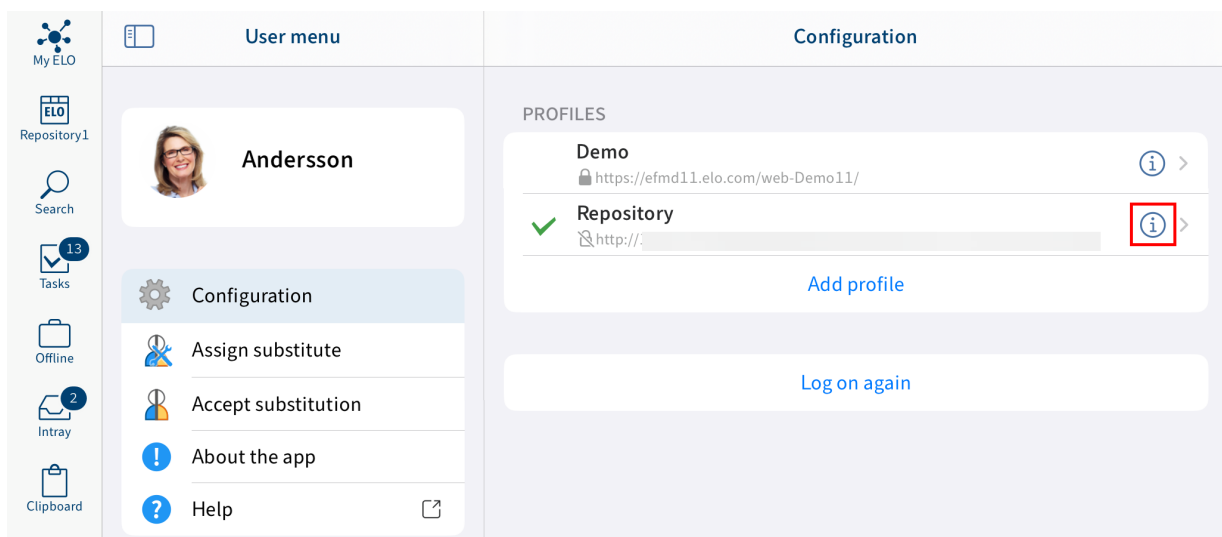 My ELO
User menu
Configuration
ELO
Repository1
Search
13
Tasks
Offline
2
Intray
Clipboard
Andersson
Configuration
Assign substitute
Accept substitution
! About the app
? Help
PROFILES
Demo
i
https://efmd11.elo.com/web-Demo11/
Repository
i
http://
Add profile
Log on again